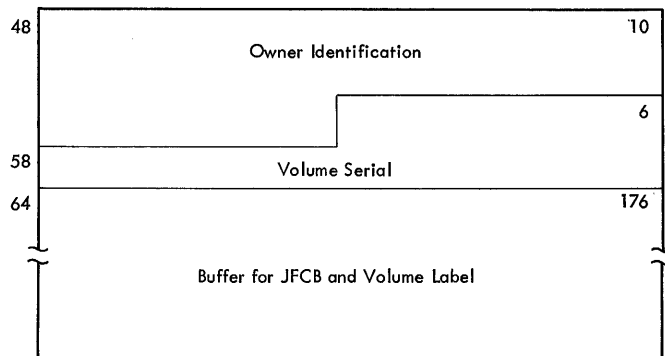 48 10
Owner Identification
6
58
Volume Serial
64 176
Buffer for JFCB and Volume Label